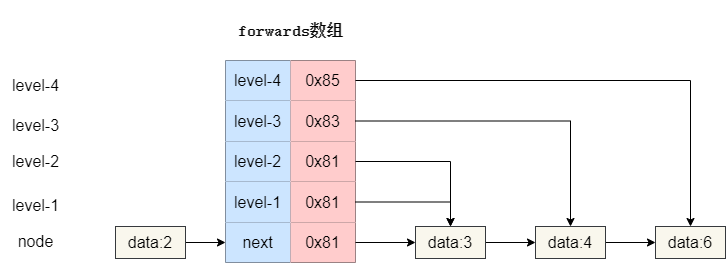 forwards数组
level-4 level-4 0x85
level-3 level-3 0x83
level-2 level-2 0x81
level-1 level-1 0x81
node data:2 next 0x81 data:3 data:4 data:6